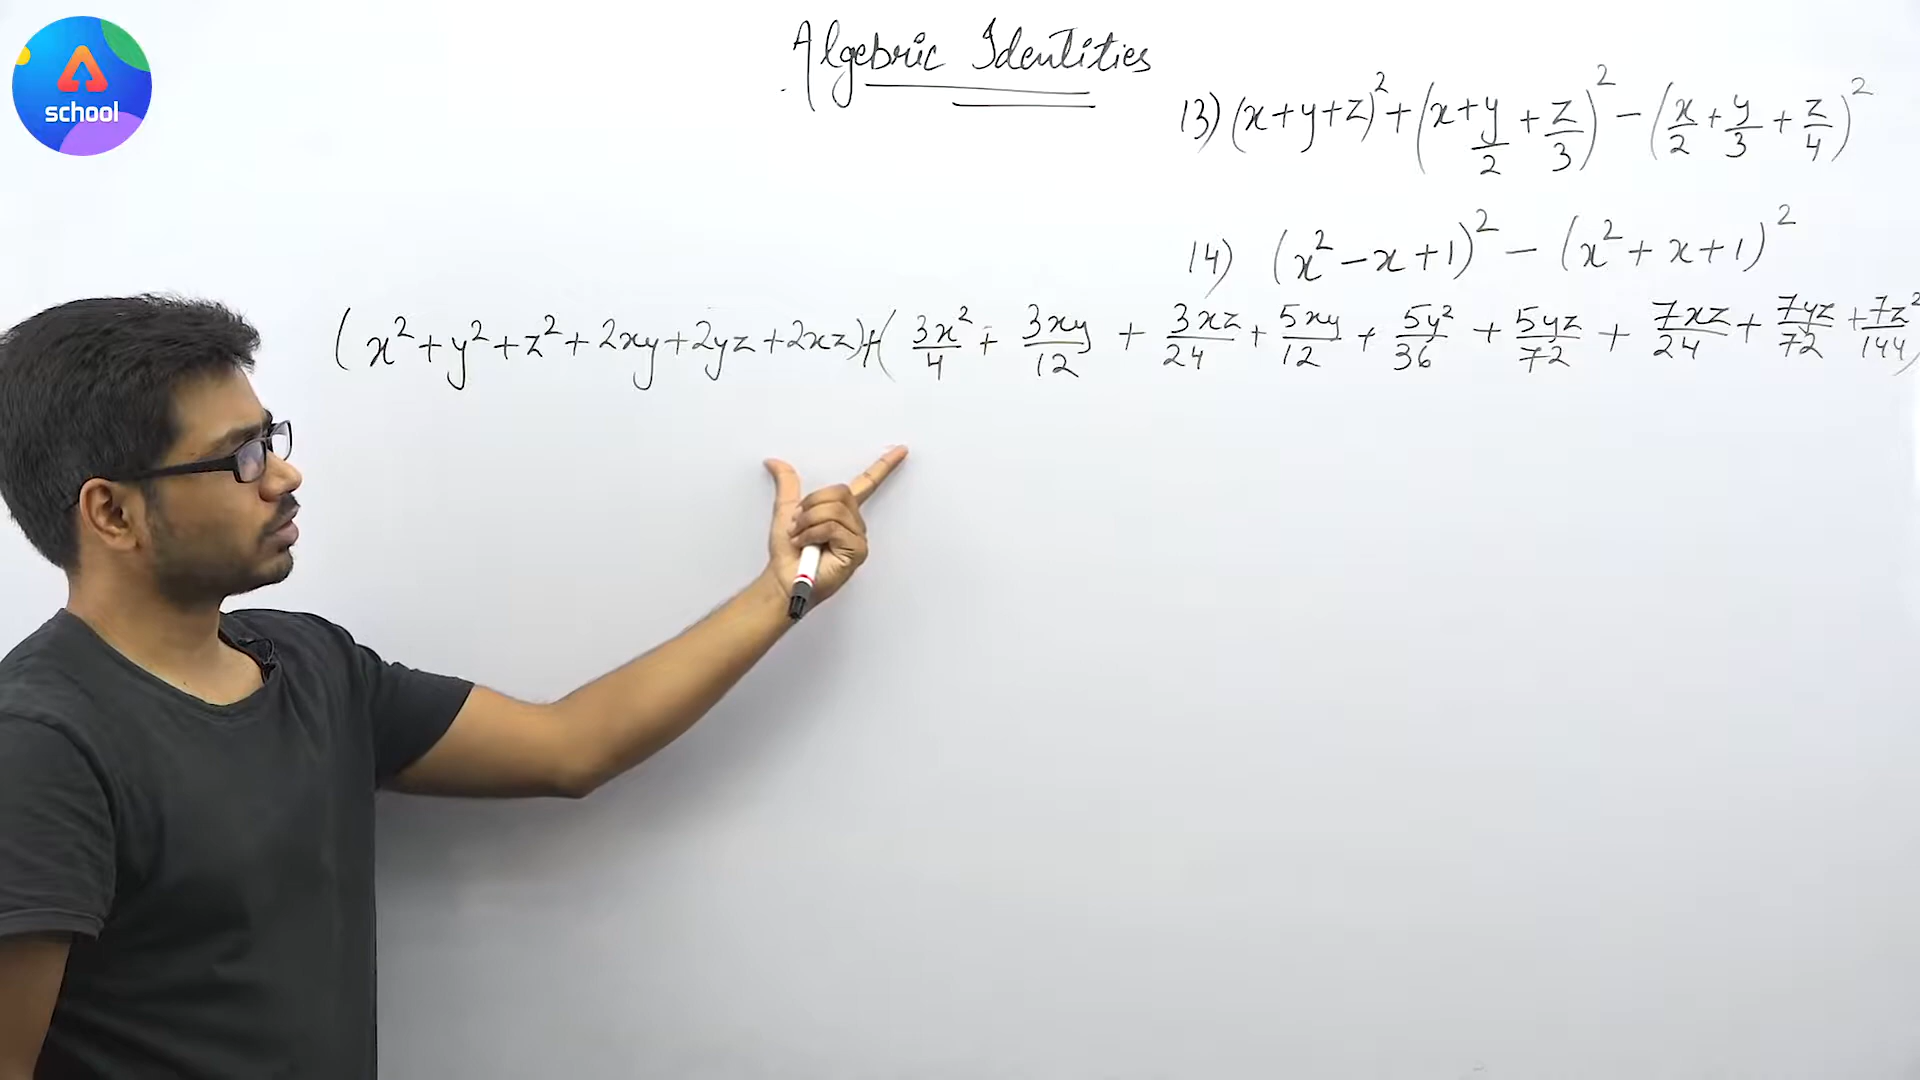 A
school
Algebric Identities
13) (x+y+z)² + (x + y/2 + z/3)² − (x/2 + y/3 + z/4)²
14) (x² − x + 1)² − (x² + x + 1)²
(x² + y² + z² + 2xy + 2yz + 2xz) + (3x²/4 + 3xy/12 + 3xz/24 + 5xy/12 + 5y²/36 + 5yz/72 + 7xz/24 + 7yz/72 + 7z²/144)